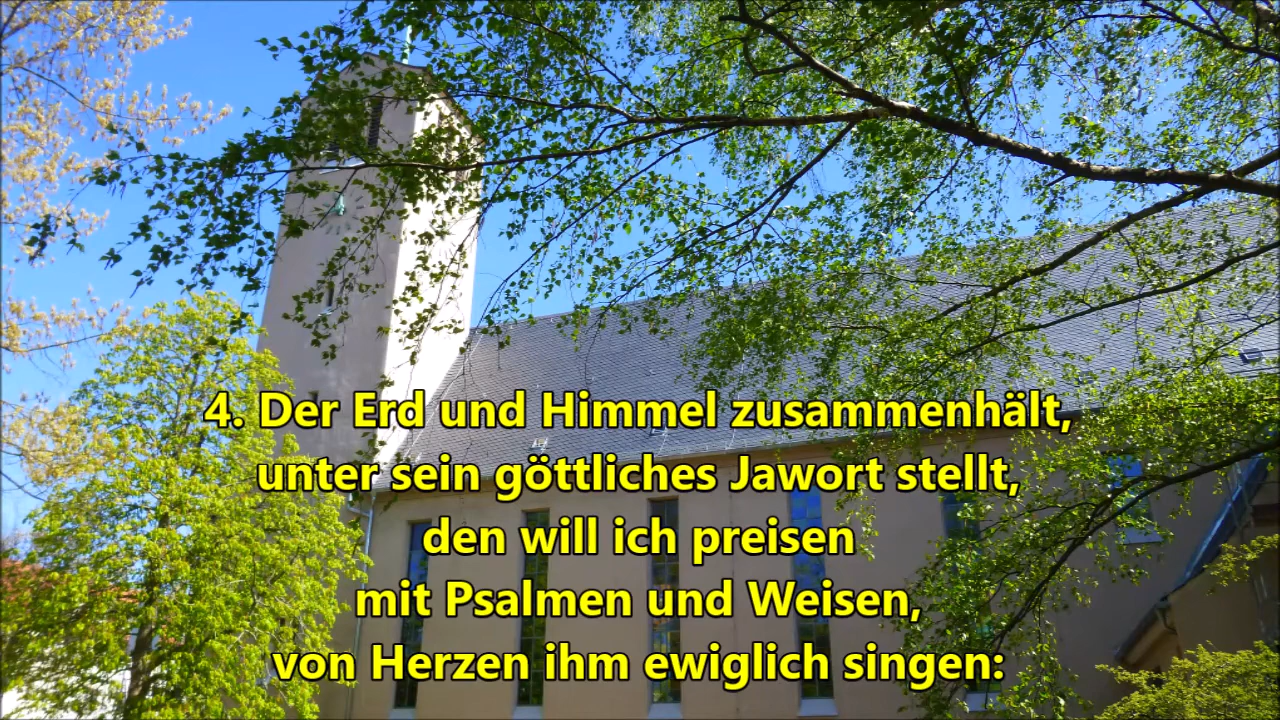 4. Der Erd und Himmel zusammenhält,
unter sein göttliches Jawort stellt,
den will ich preisen
mit Psalmen und Weisen,
von Herzen ihm ewiglich singen: